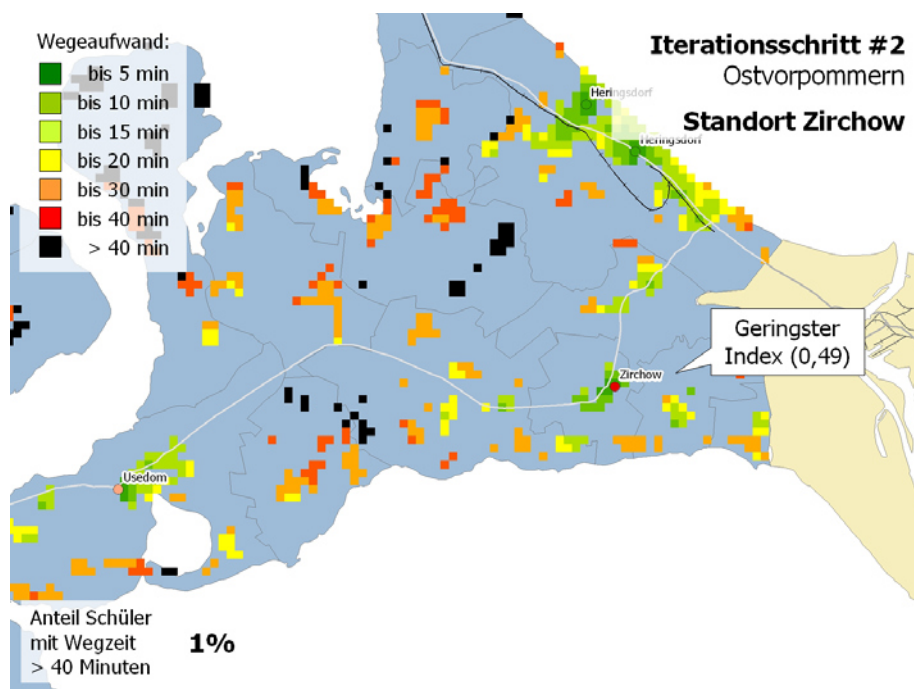 Wegeaufwand:
bis 5 min
bis 10 min
bis 15 min
bis 20 min
bis 30 min
bis 40 min
> 40 min
Iterationsschritt #2
Ostvorpommern
Standort Zirchow
Heringsdorf
Heringsdorf
Geringster
Index (0,49)
Zirchow
Usedom
Anteil Schüler
mit Wegzeit
> 40 Minuten
1%